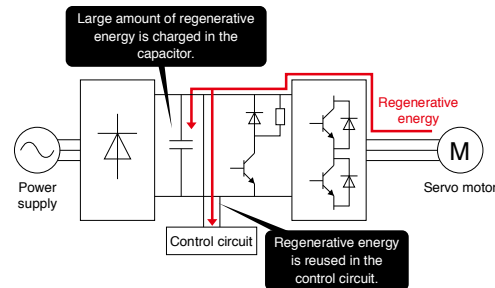 Large amount of regenerative
energy is charged in the
capacitor.
Regenerative
energy
M
Power
supply
Servo motor
Control circuit
Regenerative energy
is reused in the
control circuit.